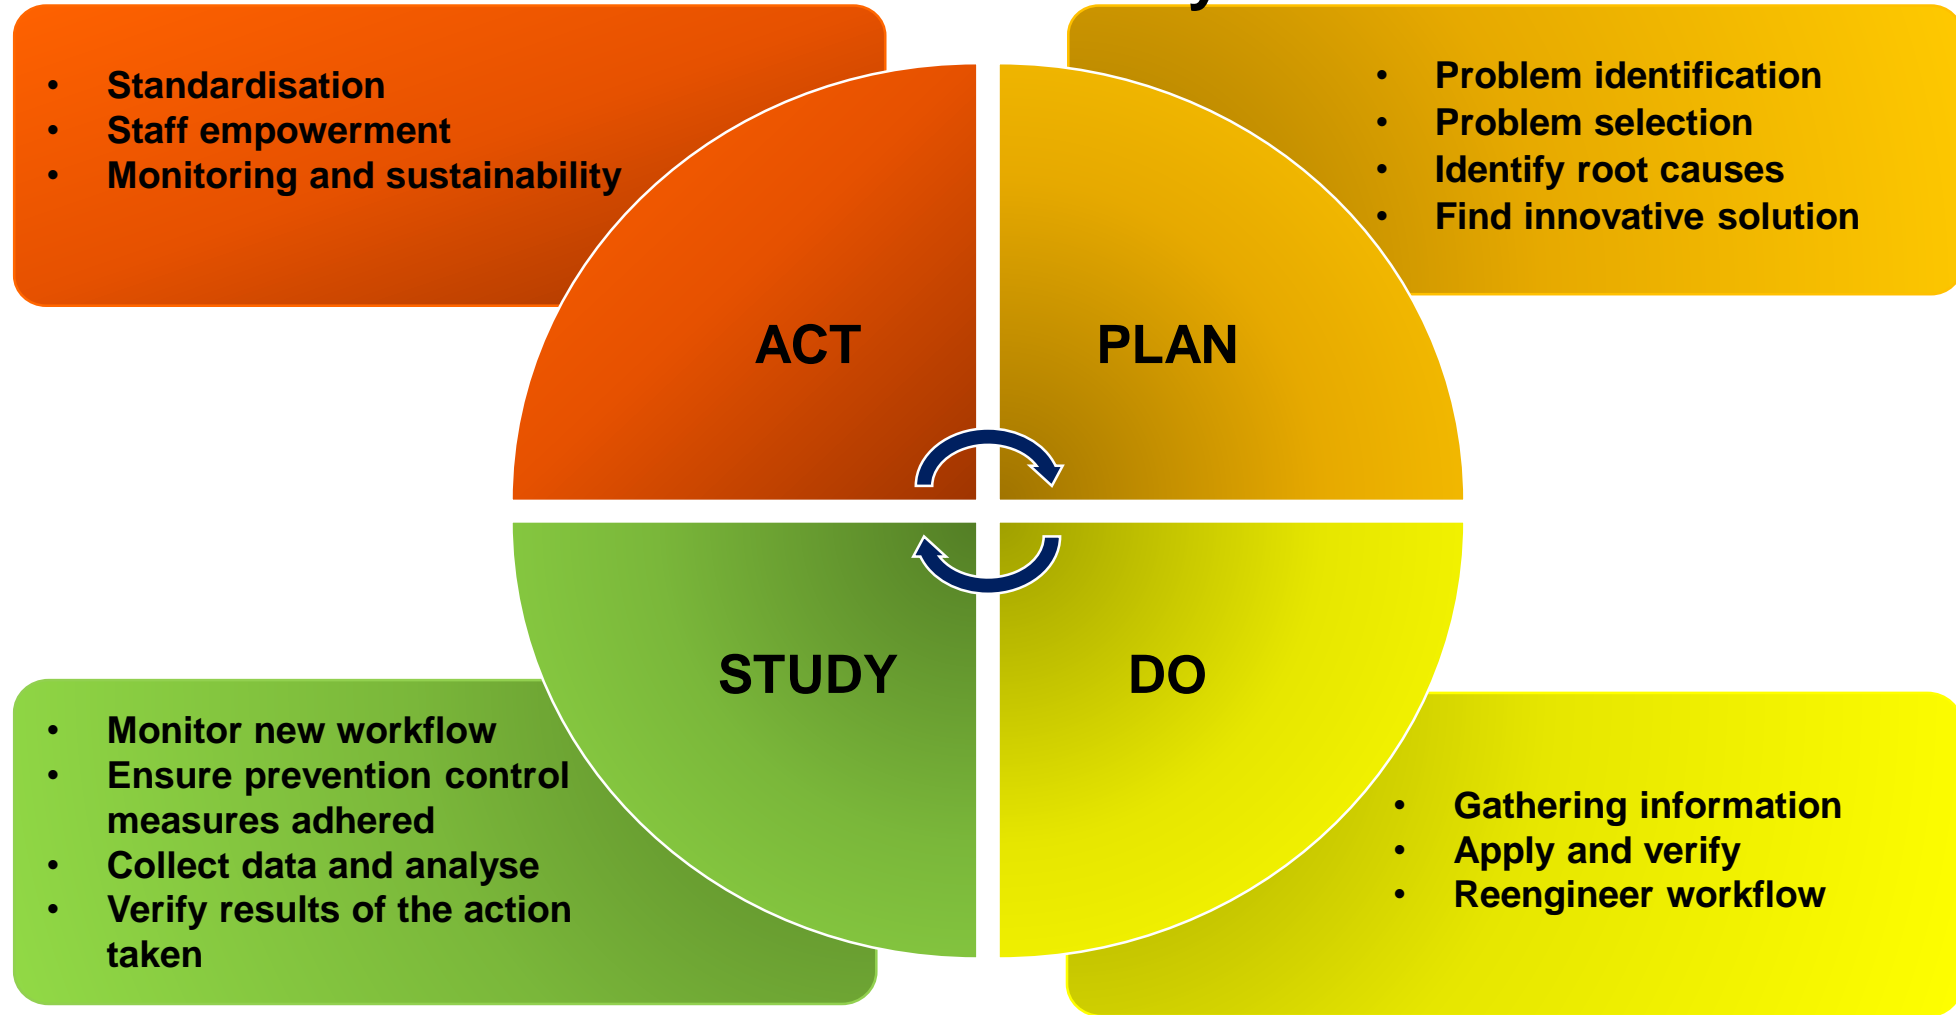 • Standardisation
• Staff empowerment
• Monitoring and sustainability
• Problem identification
• Problem selection
• Identify root causes
• Find innovative solution
ACT
PLAN
STUDY
DO
• Monitor new workflow
• Ensure prevention control
measures adhered
• Collect data and analyse
• Verify results of the action
taken
• Gathering information
• Apply and verify
• Reengineer workflow